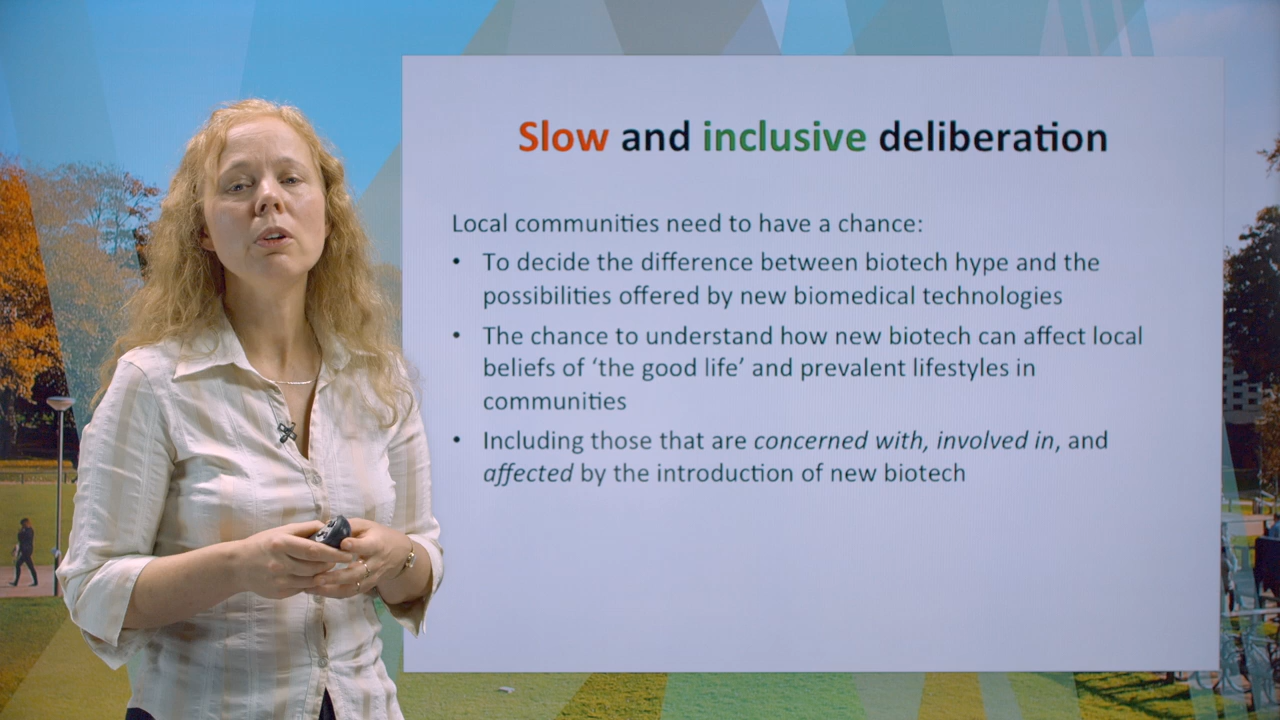 Slow and inclusive deliberation
Local communities need to have a chance:
• To decide the difference between biotech hype and the
possibilities offered by new biomedical technologies
• The chance to understand how new biotech can affect local
beliefs of ‘the good life’ and prevalent lifestyles in
communities
• Including those that are concerned with, involved in, and
affected by the introduction of new biotech